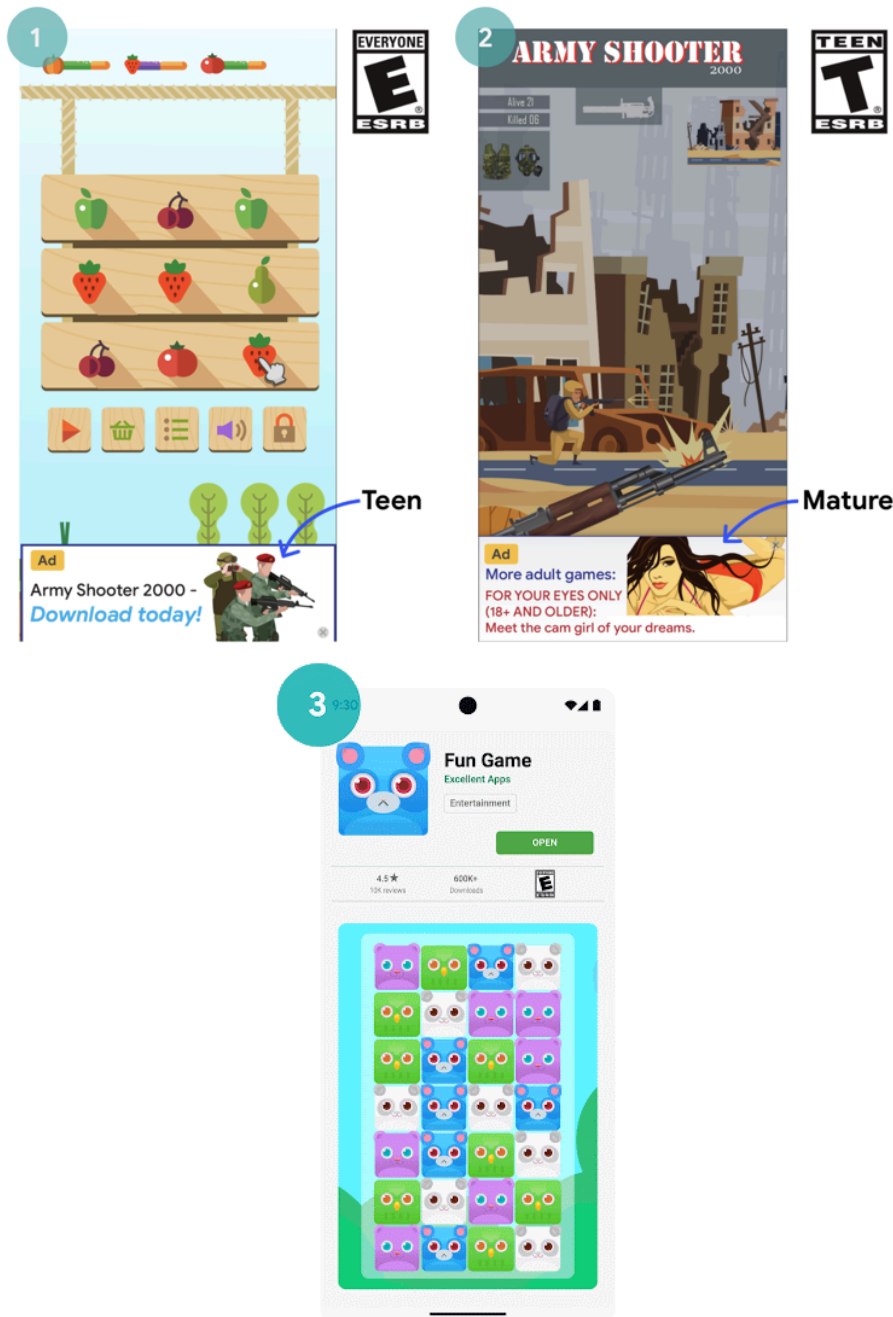 1
EVERYONE
E
ESRB
Teen
Ad
Army Shooter 2000 -
Download today!
2
ARMY SHOOTER
2000
TEEN
T
ESRB
Alive 21
Killed 06
Mature
Ad
More adult games:
FOR YOUR EYES ONLY
(18+ AND OLDER):
Meet the cam girl of your dreams.
3
9:30
Fun Game
Excellent Apps
Entertainment
OPEN
4.5★
600K+
E
10K reviews
Downloads